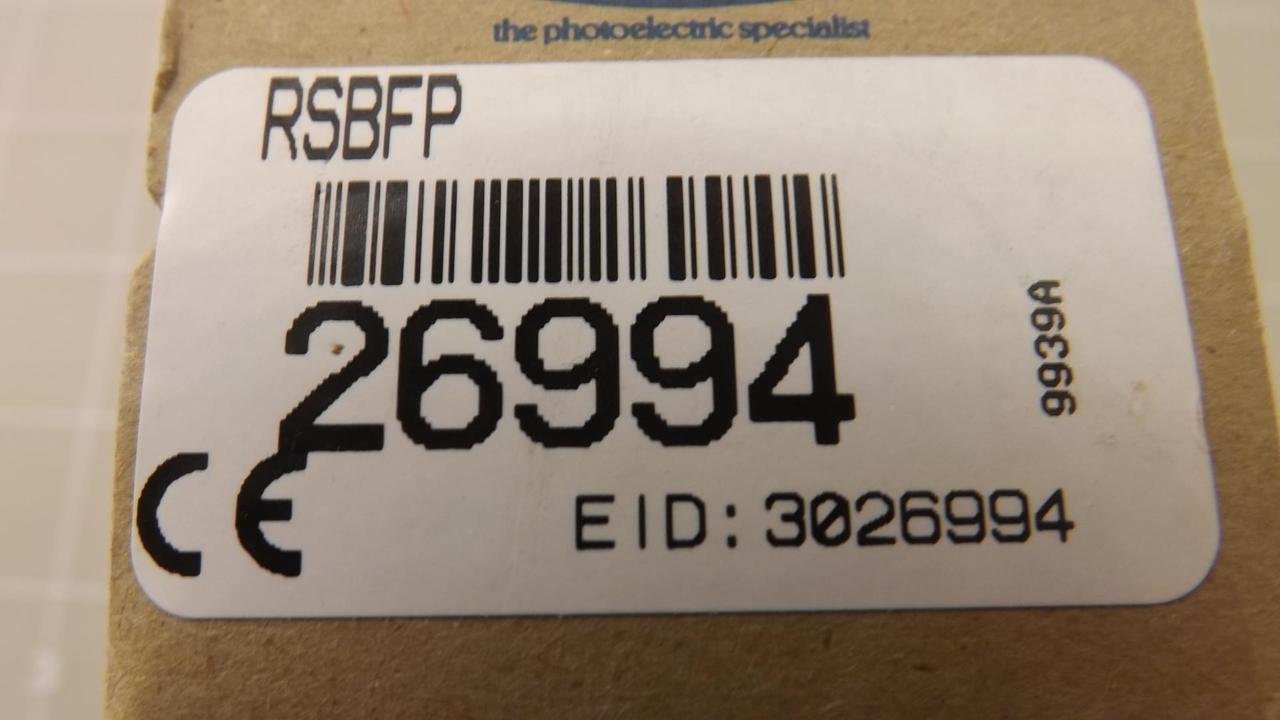 the photoelectric specialist
RSBFP
26994
9939A
CE
EID: 3026994